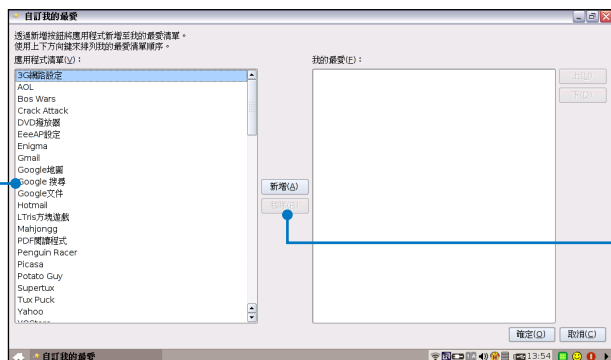 自訂我的最愛
透過新增按鈕將應用程式新增至我的最愛清單。
使用上下方向鍵來排列我的最愛清單順序。
應用程式清單(V)：
我的最愛(F)：
3G網路設定
AOL
Bos Wars
Crack Attack
DVD播放器
EeeAP設定
Enigma
Gmail
Google地圖
Google 搜尋
Google文件
Hotmail
LTris方塊遊戲
Mahjongg
PDF閱讀程式
Penguin Racer
Picasa
Potato Guy
Supertux
Tux Puck
Yahoo
上(U)
下(D)
新增(A)
移除(R)
確定(O)
取消(C)
自訂我的最愛
13:54